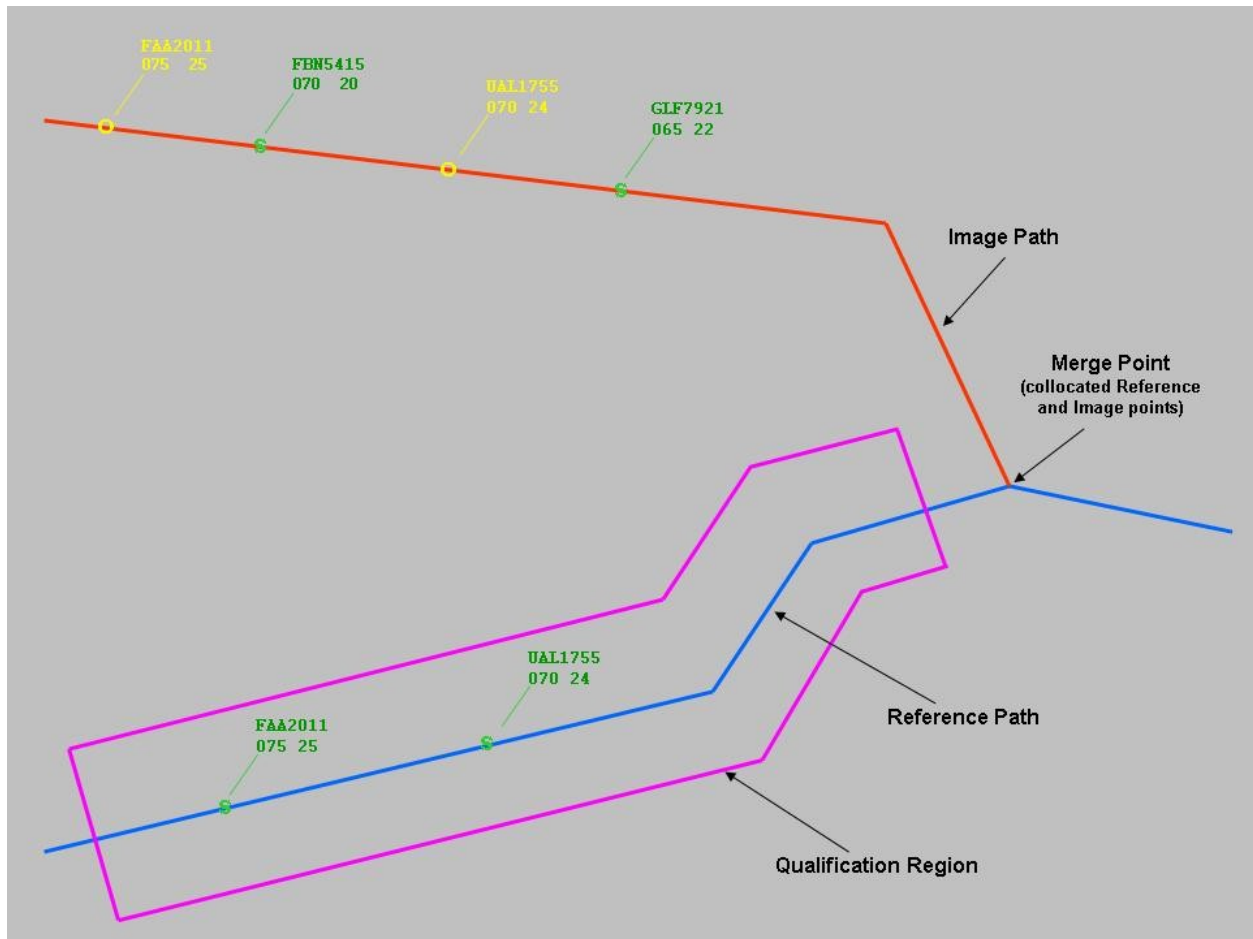 FAA2011
075 25
FBN5415
070 20
UAL1755
070 24
GLF7921
065 22
S
S
Image Path
Merge Point
(collocated Reference
and Image points)
UAL1755
070 24
S
FAA2011
075 25
S
Reference Path
Qualification Region